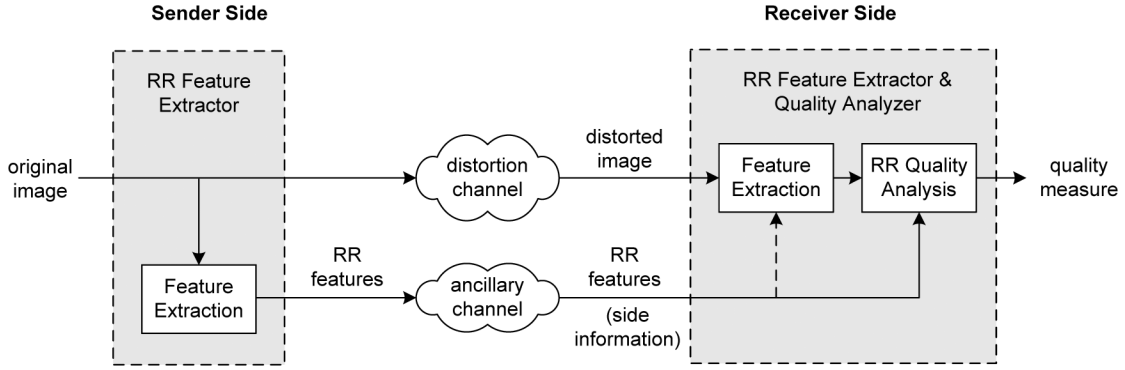 Sender Side
Receiver Side
RR Feature
Extractor
RR Feature Extractor &
Quality Analyzer
original
image
distortion
channel
distorted
image
Feature
Extraction
RR Quality
Analysis
quality
measure
Feature
Extraction
RR
features
ancillary
channel
RR
features
(side
information)